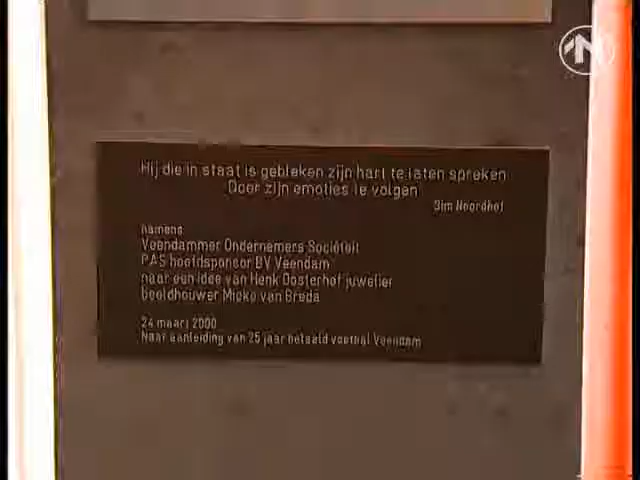 Hij die in staat is gebleken zijn hart te laten spreken
Door zijn emoties te volgen
Sim Noordhof
namens
Veendammer Ondernemers Sociëteit
PAS hoofdsponsor BV Veendam
naar een idee van Henk Oosterhof juwelier
beeldhouwer Mieke van Breda
24 maart 2000
Naar aanleiding van 25 jaar betaald voetbal Veendam
N